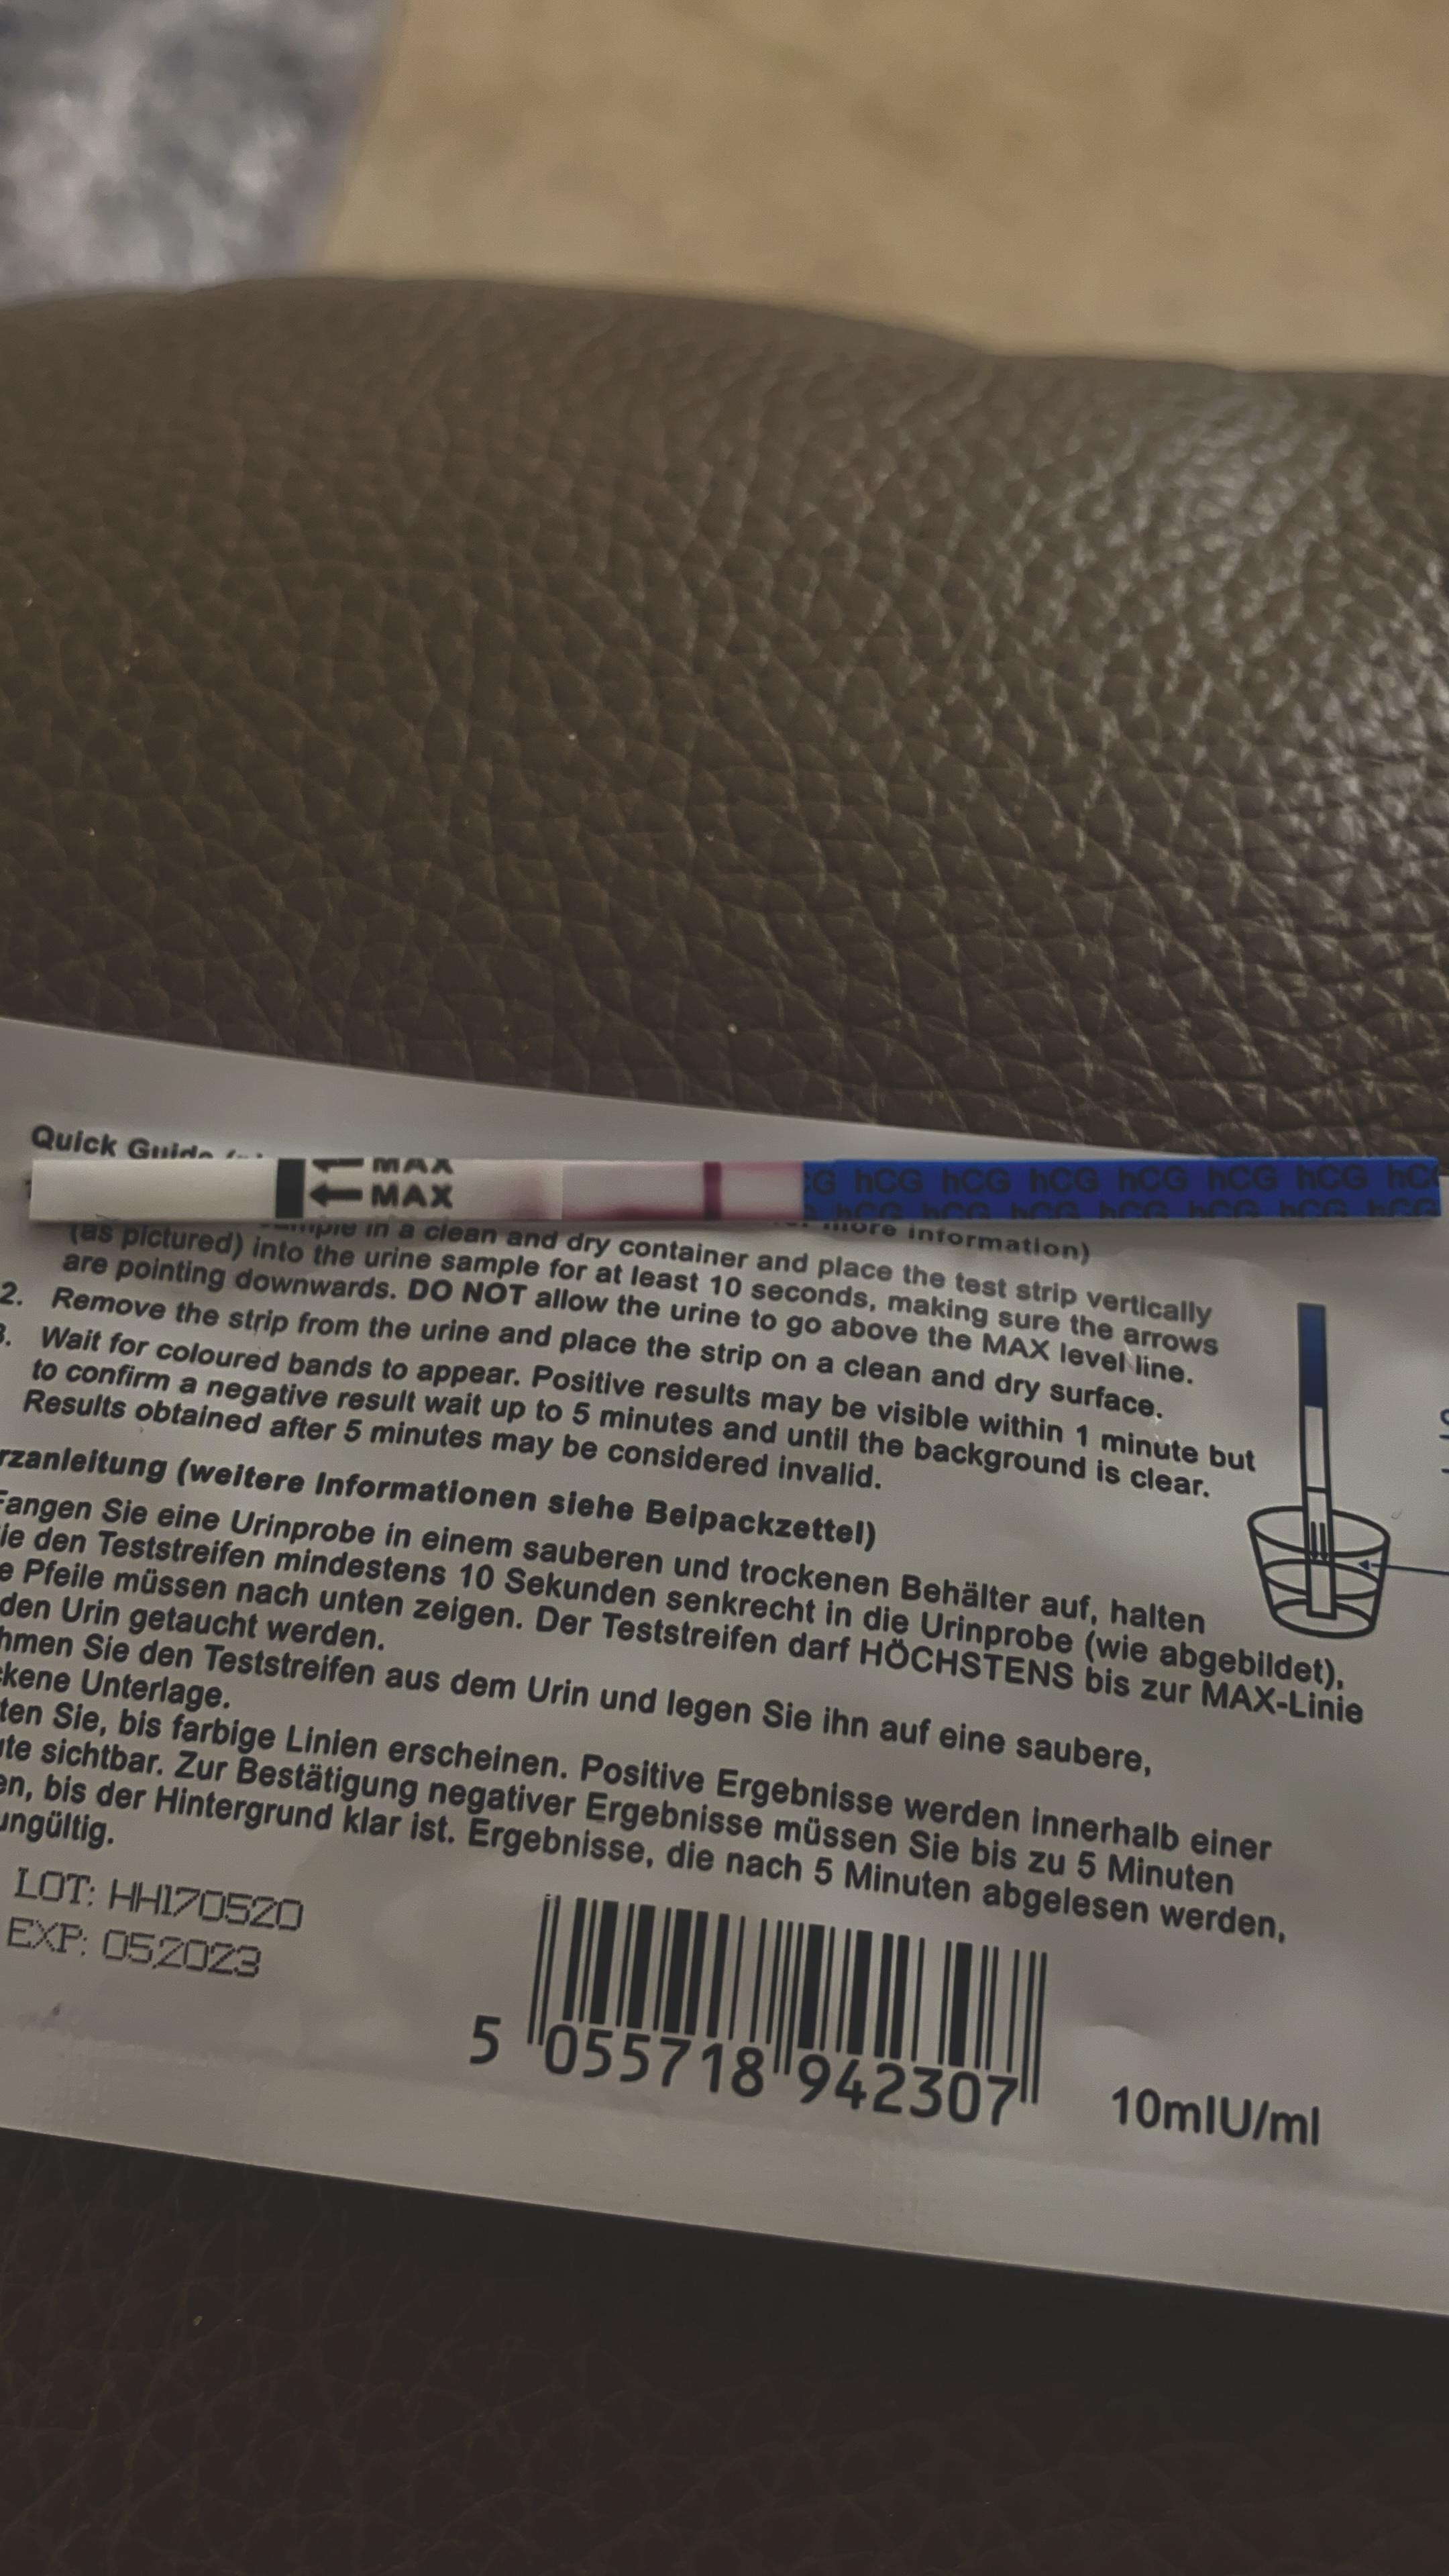 Quick Guide
MAX
MAX
hCG hCG hCG hCG hCG hCG
hCG hCG hCG hCG hCG hCG hCG
more information)
in a clean and dry container and place the test strip vertically
(as pictured) into the urine sample for at least 10 seconds, making sure the arrows
are pointing downwards. DO NOT allow the urine to go above the MAX level line.
2. Remove the strip from the urine and place the strip on a clean and dry surface.
3. Wait for coloured bands to appear. Positive results may be visible within 1 minute but
to confirm a negative result wait up to 5 minutes and until the background is clear.
Results obtained after 5 minutes may be considered invalid.
rzanleitung (weitere Informationen siehe Beipackzettel)
Fangen Sie eine Urinprobe in einem sauberen und trockenen Behälter auf, halten
ie den Teststreifen mindestens 10 Sekunden senkrecht in die Urinprobe (wie abgebildet),
e Pfeile müssen nach unten zeigen. Der Teststreifen darf HÖCHSTENS bis zur MAX-Linie
den Urin getaucht werden.
hmen Sie den Teststreifen aus dem Urin und legen Sie ihn auf eine saubere,
ckene Unterlage.
ten Sie, bis farbige Linien erscheinen. Positive Ergebnisse werden innerhalb einer
ute sichtbar. Zur Bestätigung negativer Ergebnisse müssen Sie bis zu 5 Minuten
en, bis der Hintergrund klar ist. Ergebnisse, die nach 5 Minuten abgelesen werden,
ungültig.
LOT: HH170520
EXP: 052023
5 055718 942307
10mIU/ml